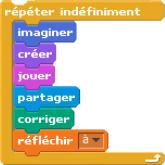 répéter indéfiniment
imaginer
créer
jouer
partager
corriger
réfléchir à